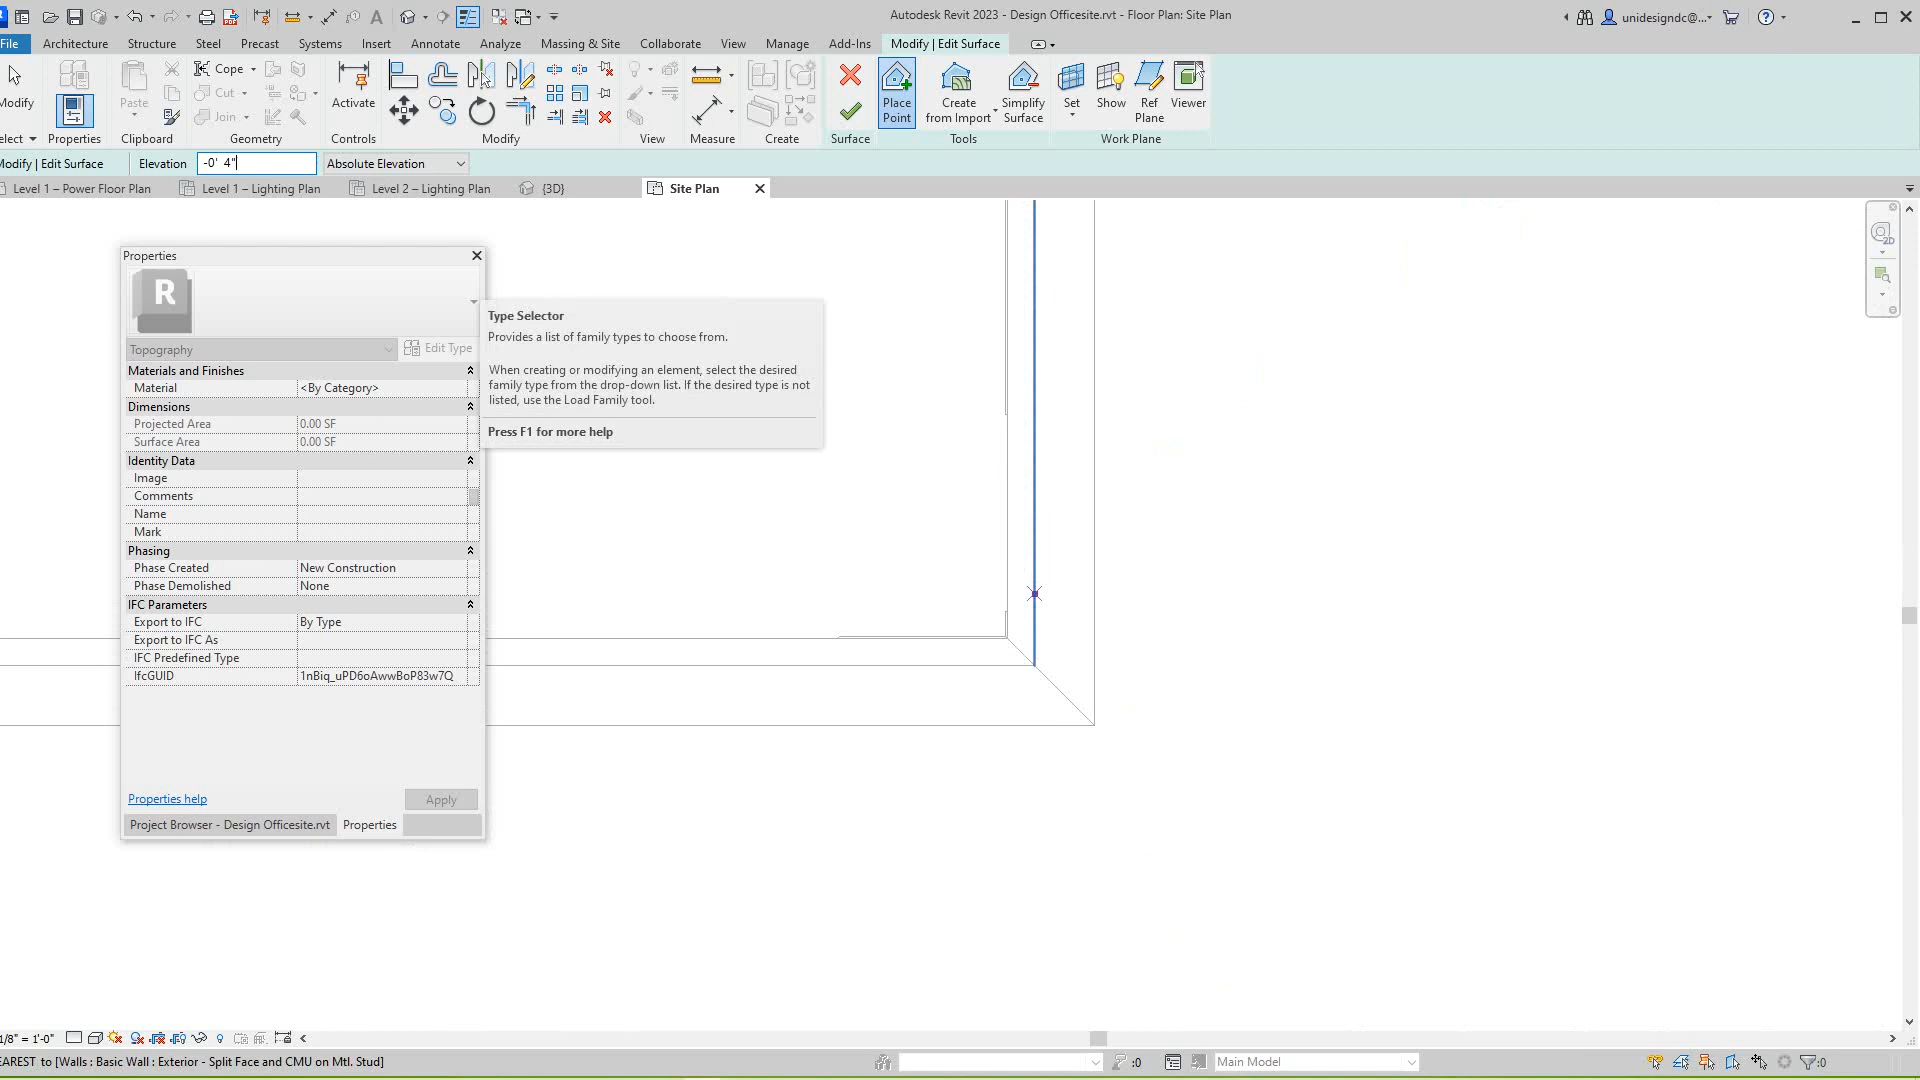 Autodesk Revit 2023 - Design Officesite.rvt - Floor Plan: Site Plan
unidesigndc@...
File Architecture Structure Steel Precast Systems Insert Annotate Analyze Massing & Site Collaborate View Manage Add-Ins Modify | Edit Surface
Modify
Properties
Paste
Cope
Cut
Join
Activate
Place Point
Create from Import
Simplify Surface
Set
Show
Ref Plane
Viewer
Select Properties Clipboard Geometry Controls Modify View Measure Create Surface Tools Work Plane
Modify | Edit Surface Elevation -0' 4" Absolute Elevation
Level 1 – Power Floor Plan Level 1 – Lighting Plan Level 2 – Lighting Plan {3D} Site Plan
2D
Properties
R
Topography Edit Type
Materials and Finishes
Material <By Category>
Dimensions
Projected Area 0.00 SF
Surface Area 0.00 SF
Identity Data
Image
Comments
Name
Mark
Phasing
Phase Created New Construction
Phase Demolished None
IFC Parameters
Export to IFC By Type
Export to IFC As
IFC Predefined Type
IfcGUID 1nBiq_uPD6oAwwBoP83w7Q
Properties help Apply
Project Browser - Design Officesite.rvt Properties
Type Selector
Provides a list of family types to choose from.
When creating or modifying an element, select the desired
family type from the drop-down list. If the desired type is not
listed, use the Load Family tool.
Press F1 for more help
1/8" = 1'-0"
EAREST to [Walls : Basic Wall : Exterior - Split Face and CMU on Mtl. Stud] :0 Main Model :0